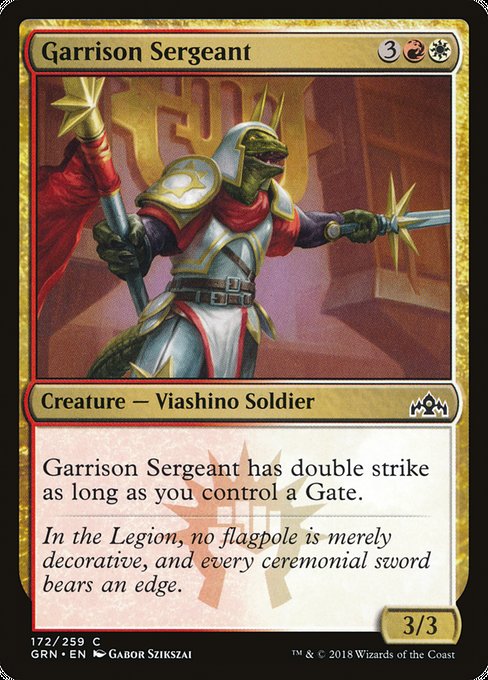 Garrison Sergeant 3
Creature — Viashino Soldier
Garrison Sergeant has double strike
as long as you control a Gate.
In the Legion, no flagpole is merely
decorative, and every ceremonial sword
bears an edge.
3/3
172/259 C
GRN • EN Gabor Szikszai
™ & © 2018 Wizards of the Coast